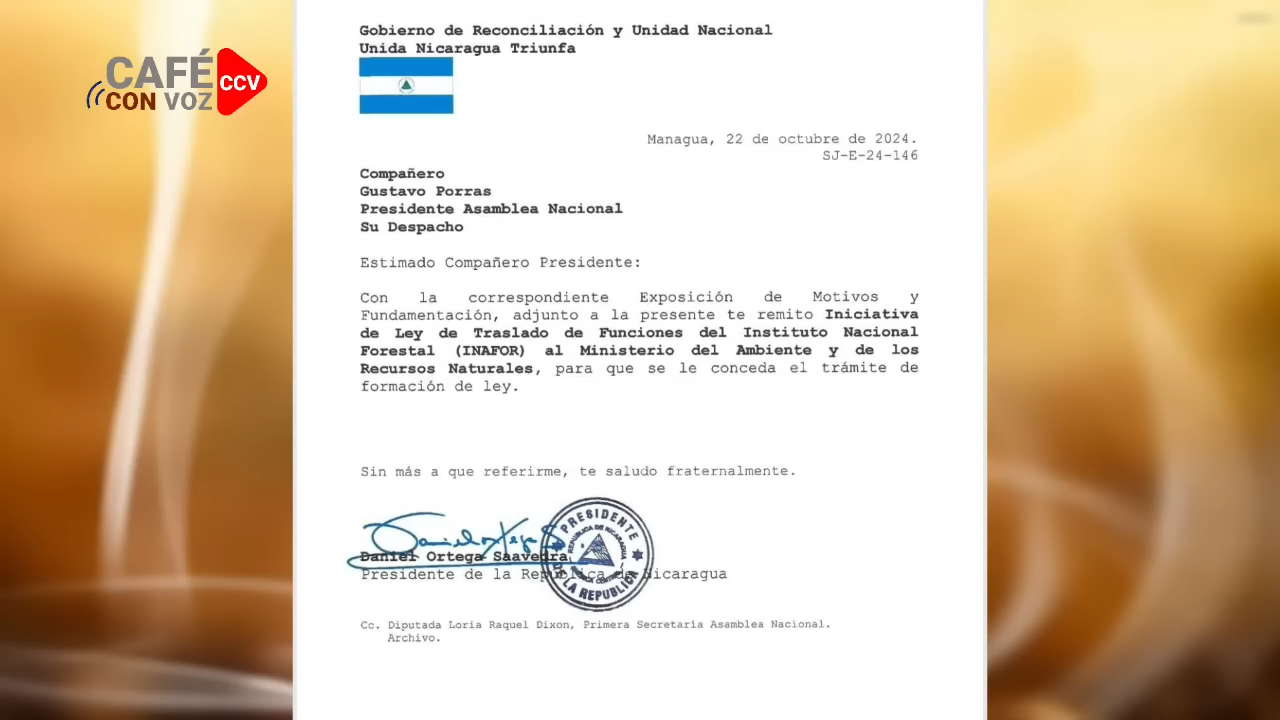 CAFÉ
CON VOZ
CCV
Gobierno de Reconciliación y Unidad Nacional
Unida Nicaragua Triunfa
Managua, 22 de octubre de 2024.
SJ-E-24-146
Compañero
Gustavo Porras
Presidente Asamblea Nacional
Su Despacho
Estimado Compañero Presidente:
Con la correspondiente Exposición de Motivos y
Fundamentación, adjunto a la presente te remito Iniciativa
de Ley de Traslado de Funciones del Instituto Nacional
Forestal (INAFOR) al Ministerio del Ambiente y de los
Recursos Naturales, para que se le conceda el trámite de
formación de ley.
Sin más a que referirme, te saludo fraternalmente.
Daniel Ortega Saavedra
Presidente de la República de Nicaragua
PRESIDENTE
DE LA REPUBLICA
REPUBLICA DE NICARAGUA
Cc. Diputada Loria Raquel Dixon, Primera Secretaria Asamblea Nacional.
Archivo.